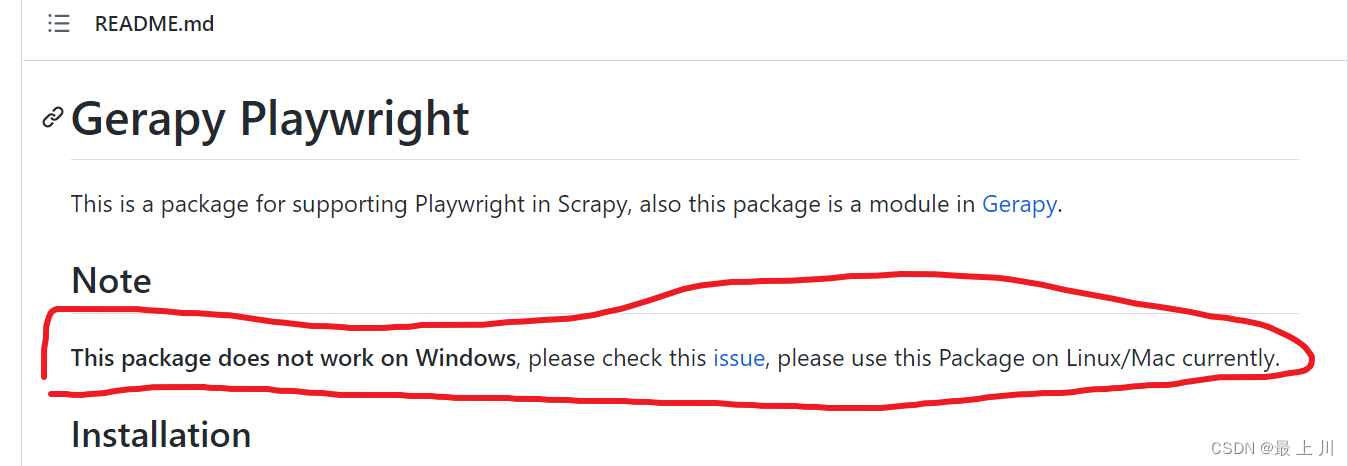 README.md
Gerapy Playwright
This is a package for supporting Playwright in Scrapy, also this package is a module in Gerapy.
Note
This package does not work on Windows, please check this issue, please use this Package on Linux/Mac currently.
Installation
CSDN @最 上 川